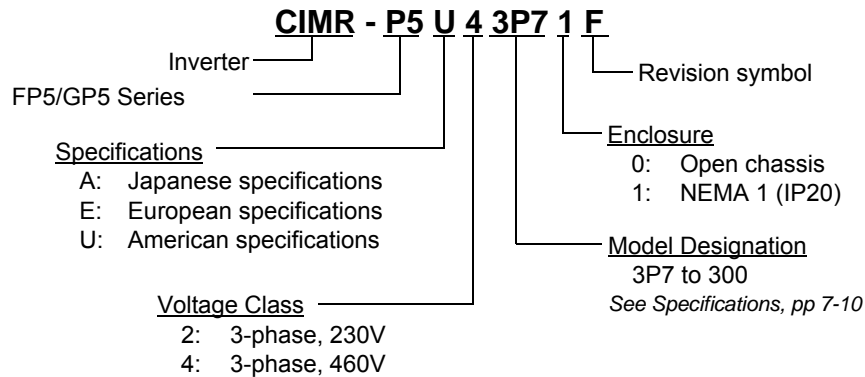 CIMR - P5 U 4 3P7 1 F
Inverter
Revision symbol
FP5/GP5 Series
Enclosure
0: Open chassis
1: NEMA 1 (IP20)
Specifications
A: Japanese specifications
E: European specifications
U: American specifications
Model Designation
3P7 to 300
See Specifications, pp 7-10
Voltage Class
2: 3-phase, 230V
4: 3-phase, 460V